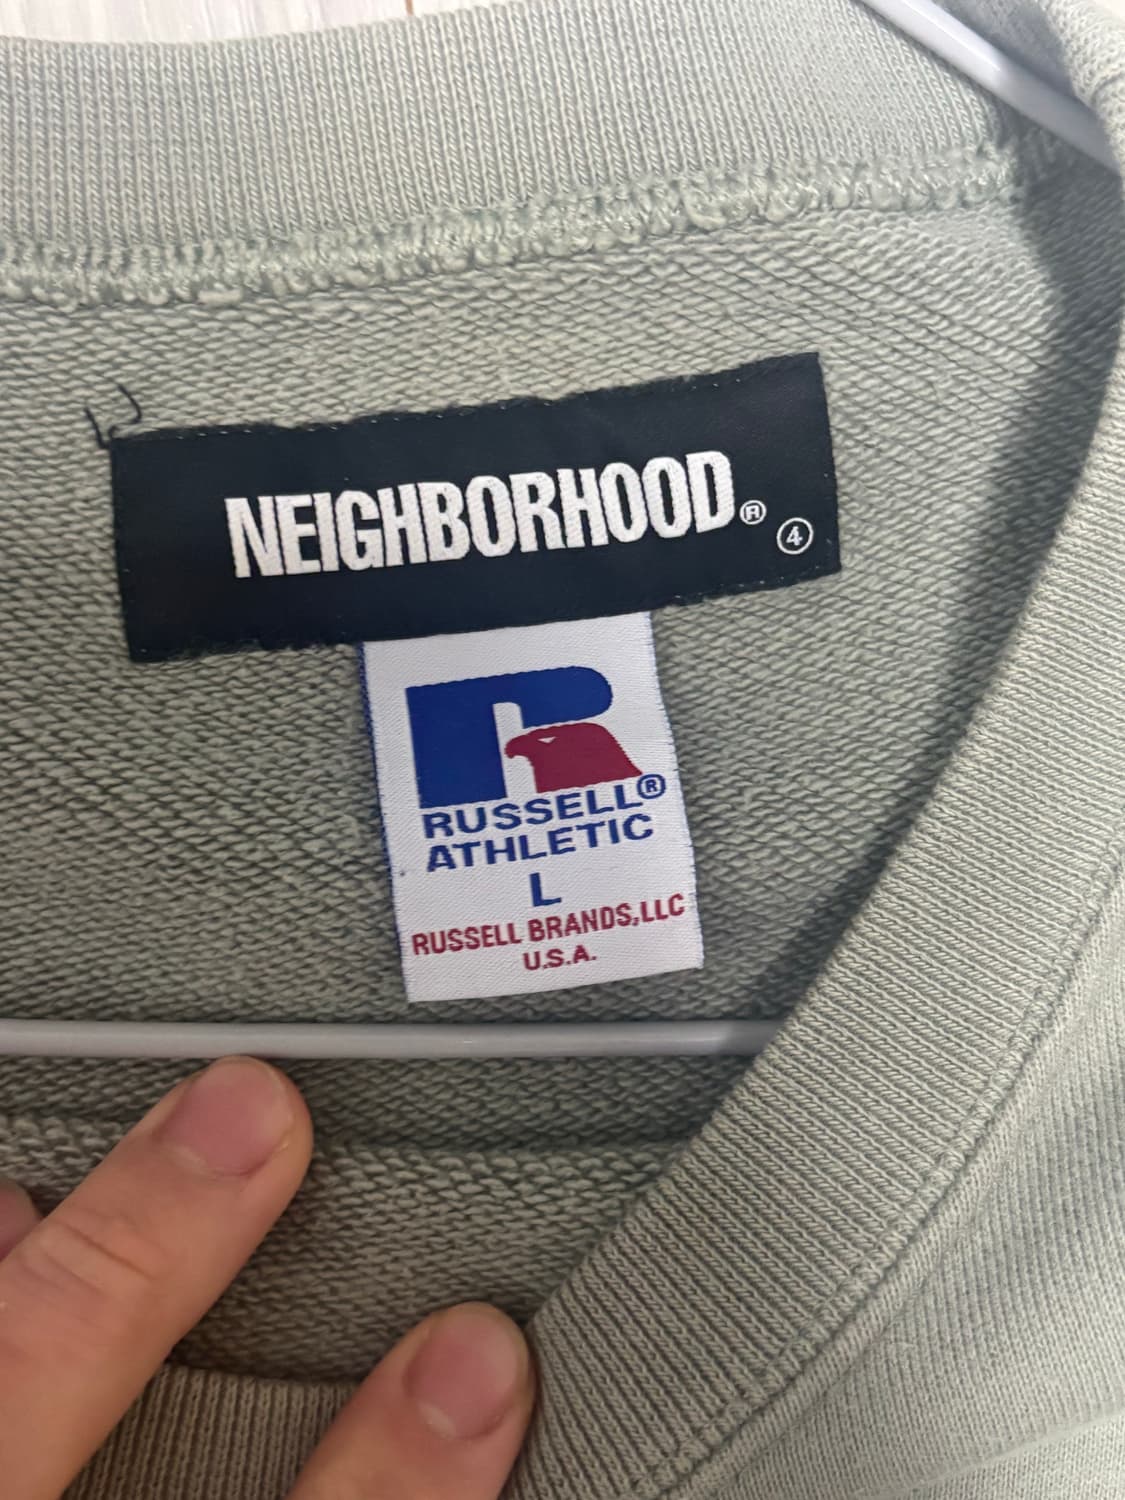 NEIGHBORHOOD®
④
RUSSELL®
ATHLETIC
L
RUSSELL BRANDS, LLC
U.S.A.